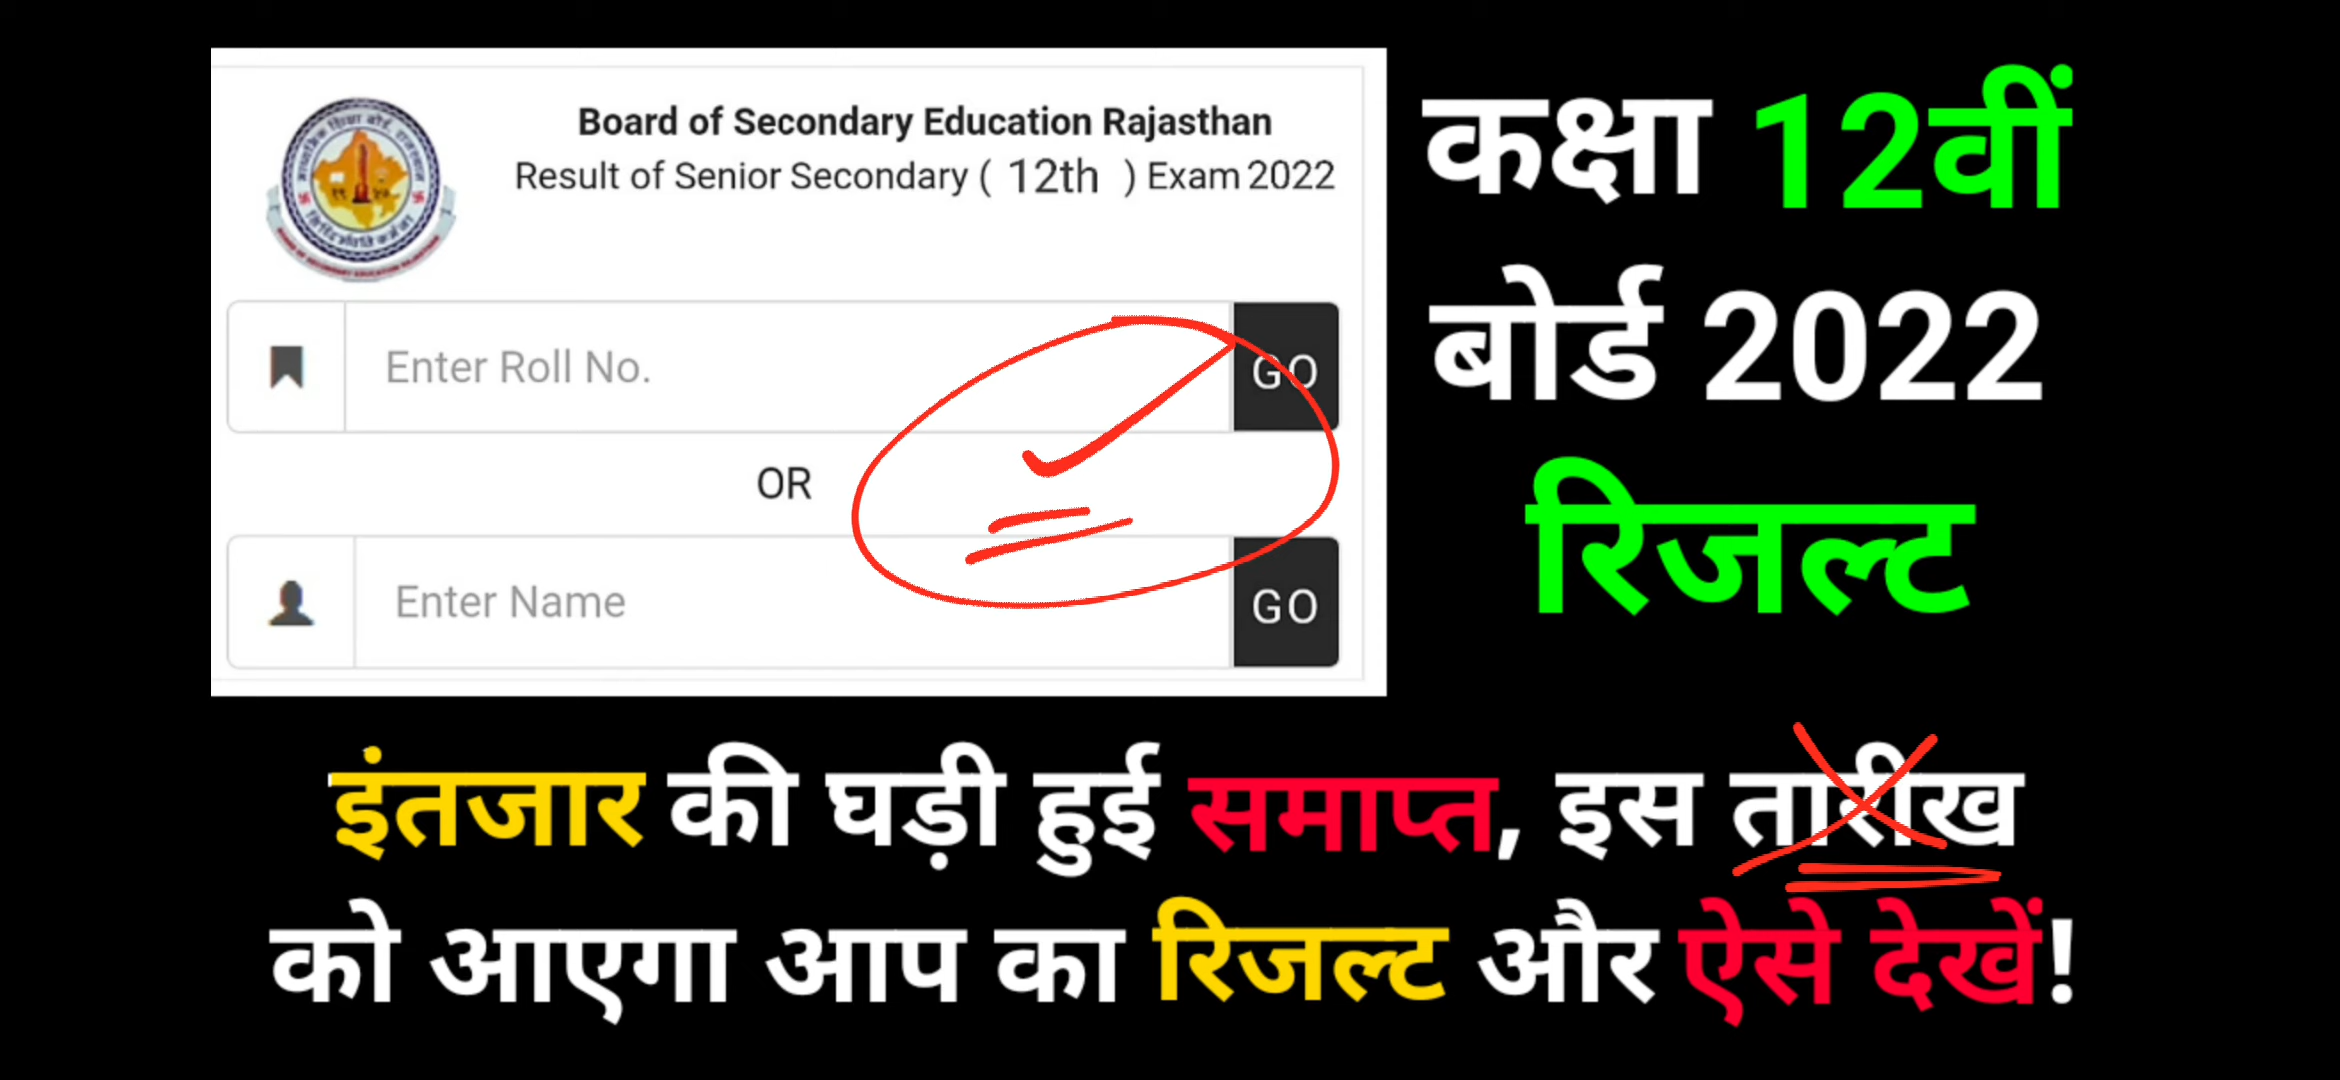 Board of Secondary Education Rajasthan
Result of Senior Secondary ( 12th ) Exam 2022
Enter Roll No.
GO
OR
Enter Name
GO
कक्षा 12वीं
बोर्ड 2022
रिजल्ट
इंतजार की घड़ी हुई समाप्त, इस तारीख
को आएगा आप का रिजल्ट और ऐसे देखें!